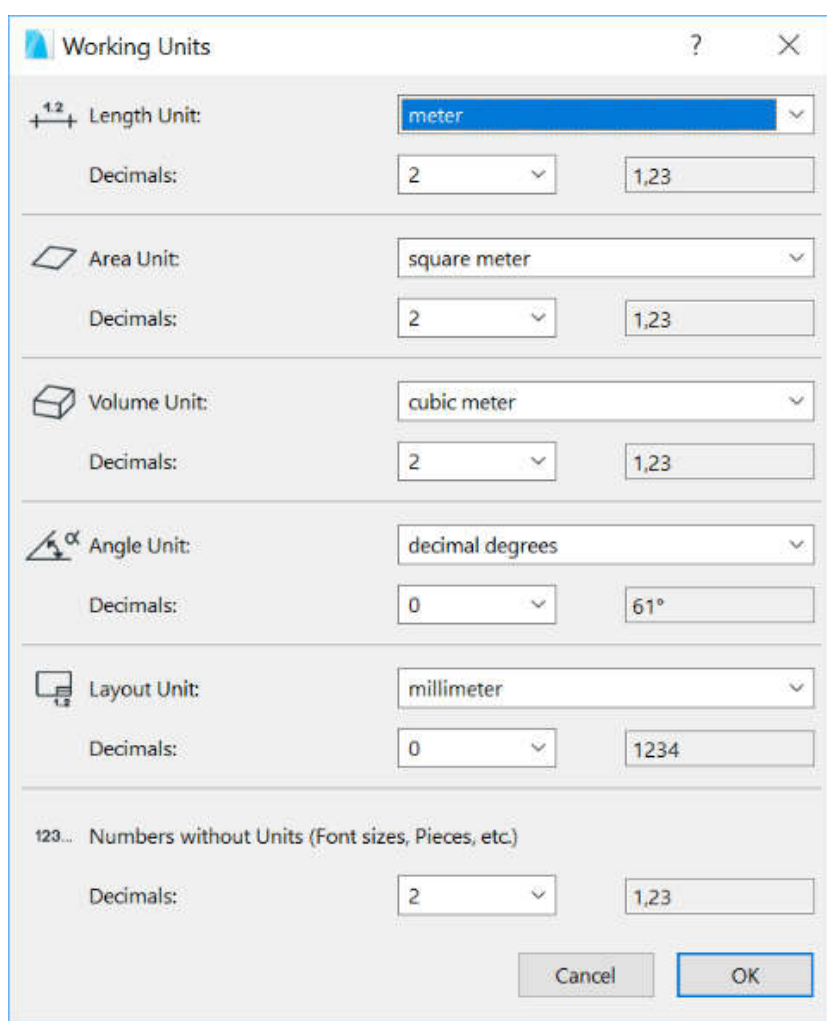 Working Units ?
1.2 Length Unit: meter
Decimals: 2 1,23
Area Unit: square meter
Decimals: 2 1,23
Volume Unit: cubic meter
Decimals: 2 1,23
α Angle Unit: decimal degrees
Decimals: 0 61°
Layout Unit: millimeter
1.2
Decimals: 0 1234
123... Numbers without Units (Font sizes, Pieces, etc.)
Decimals: 2 1,23
Cancel OK